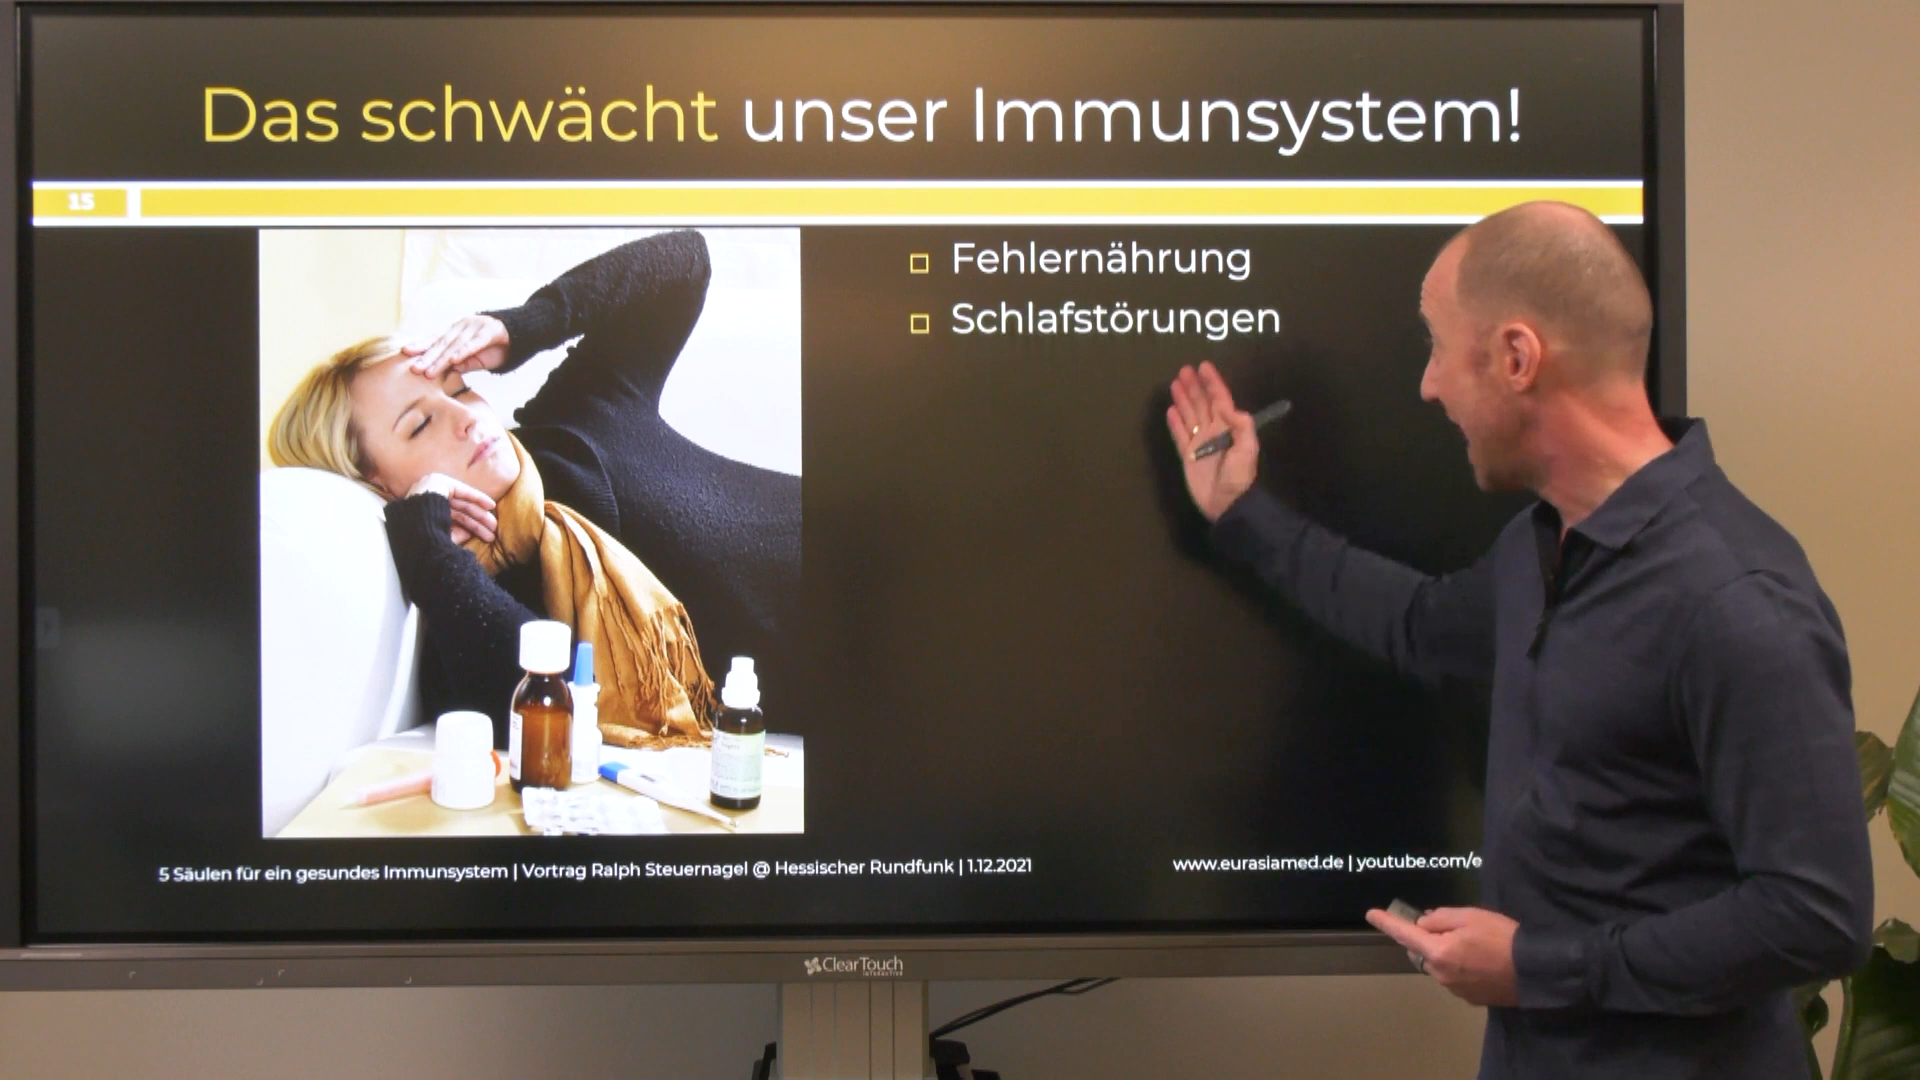 Das schwächt unser Immunsystem!
15
Fehlernährung
Schlafstörungen
5 Säulen für ein gesundes Immunsystem | Vortrag Ralph Steuernagel @ Hessischer Rundfunk | 1.12.2021
www.eurasiamed.de | youtube.com/e
ClearTouch
INTERACTIVE